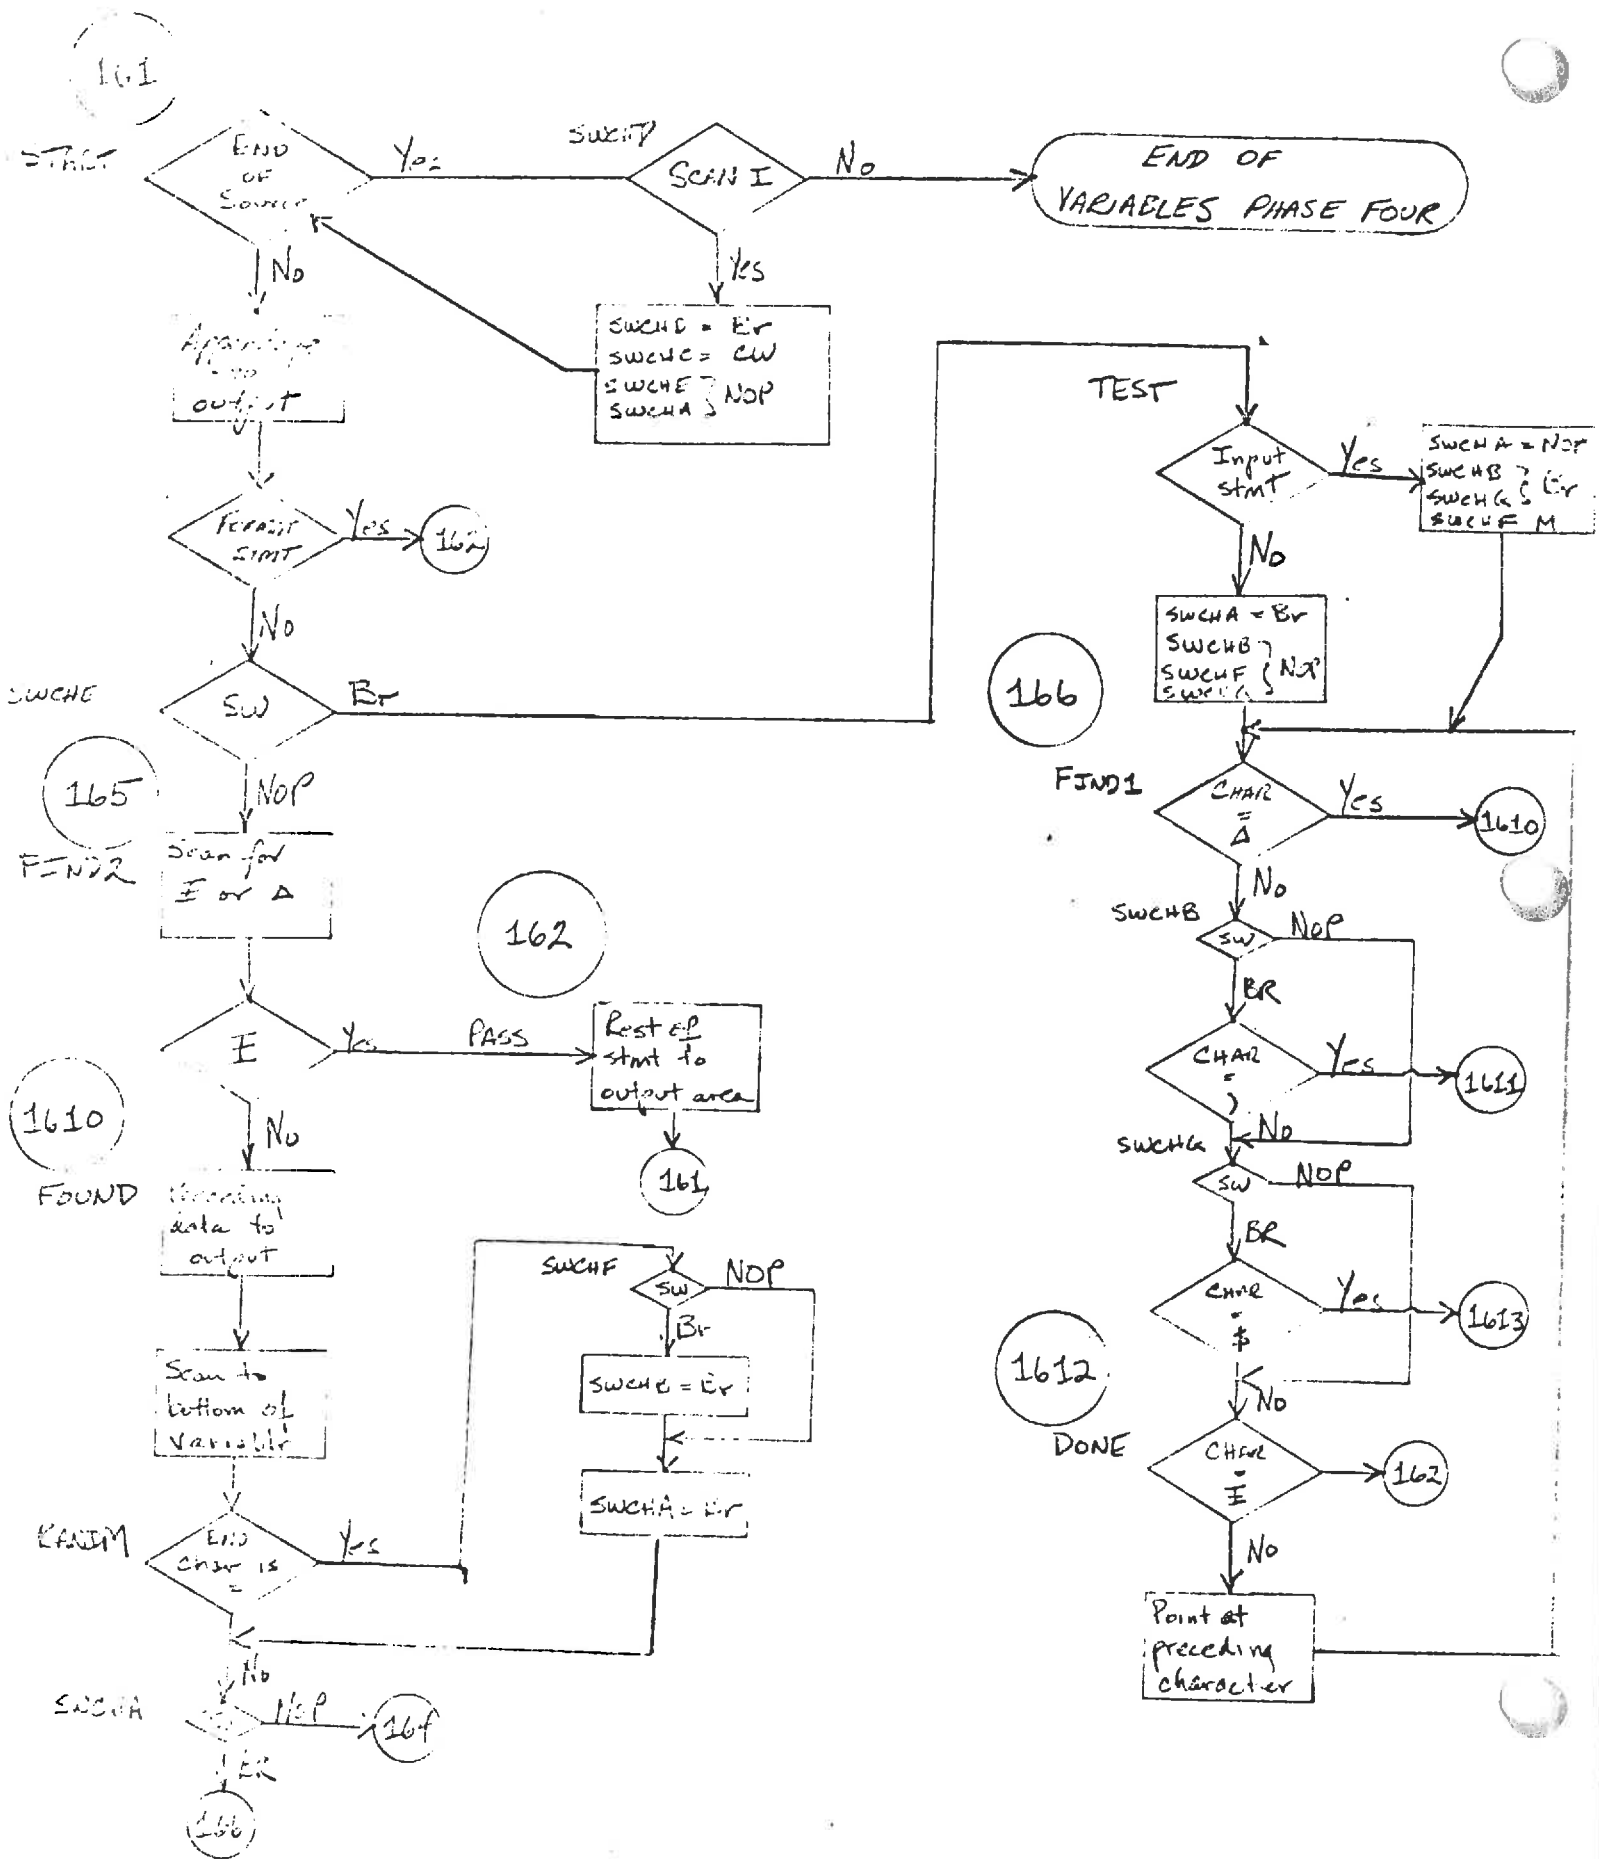 161
START
END
OF
Source
Yes
SWCHD
SCAN I
No
END OF
VARIABLES PHASE FOUR
No
Yes
SWCHD = Br
SWCHC = CW
SWCHE } NOP
SWCHA
output
FORMAT
STMT
Yes
162
No
SWCHE
SW
Br
NOP
165
FIND2
Scan for
‡ or Δ
‡
Yes
PASS
162
Rest of
stmt to
output area
161
1610
No
FOUND
Preceding
data to
output
Scan to
bottom of
variable
SWCHF
SW
NOP
Br
SWCHE = Br
SWCHA = Br
END
Char is
=
Yes
No
SWCHA
NOP
BR
166
TEST
Input
stmt
Yes
SWCHA = NOP
SWCHB } Br
SWCHG
SWCHF M
No
SWCHA = Br
SWCHB
SWCHF } NOP
SWCHG
166
FIND1
CHAR
=
Δ
Yes
1610
No
SWCHB
SW
NOP
BR
CHAR
=
)
Yes
1611
No
SWCHG
SW
NOP
BR
CHAR
=
$
Yes
1613
No
1612
DONE
CHAR
=
‡
162
No
Point at
preceding
character